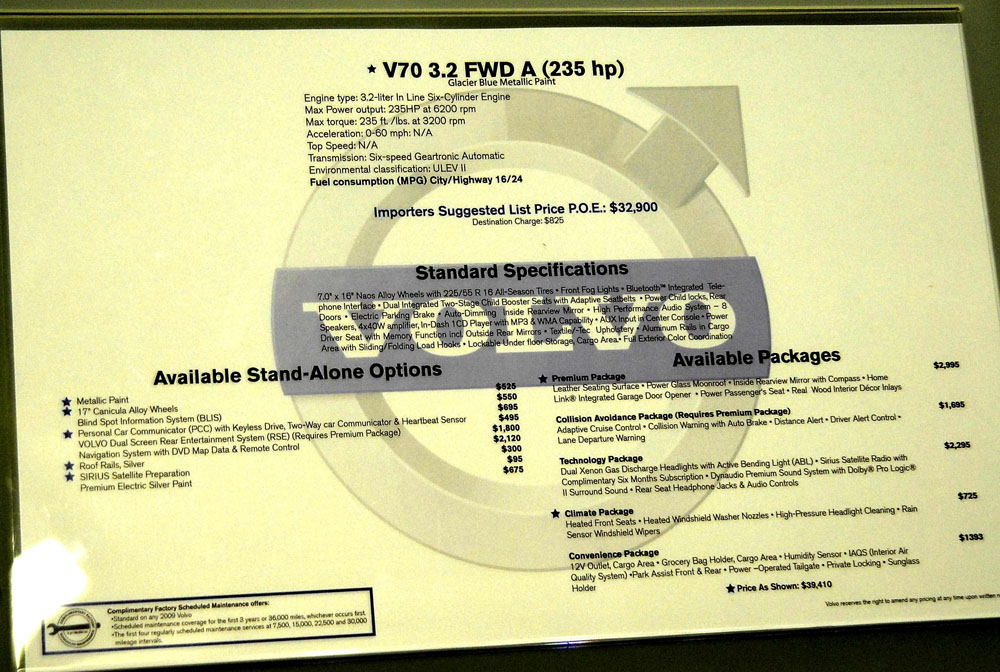 ★ V70 3.2 FWD A (235 hp)
Glacier Blue Metallic Paint
Engine type: 3.2-liter In Line Six-Cylinder Engine
Max Power output: 235HP at 6200 rpm
Max torque: 235 ft./lbs. at 3200 rpm
Acceleration: 0-60 mph: N/A
Top Speed: N/A
Transmission: Six-speed Geartronic Automatic
Environmental classification: ULEV II
Fuel consumption (MPG) City/Highway 16/24
Importers Suggested List Price P.O.E.: $32,900
Destination Charge: $825
VOLVO
Standard Specifications
7.0" x 16" Naos Alloy Wheels with 225/55 R 16 All-Season Tires • Front Fog Lights • Bluetooth™ Integrated Tele-
phone Interface • Dual Integrated Two-Stage Child Booster Seats with Adaptive Seatbelts • Power Child locks, Rear
Doors • Electric Parking Brake • Auto-Dimming Inside Rearview Mirror • High Performance Audio System – 8
Speakers, 4x40W amplifier, In-Dash 1CD Player with MP3 & WMA Capability • AUX Input in Center Console • Power
Driver Seat with Memory Function incl. Outside Rear Mirrors • Textile/T-Tec Upholstery • Aluminum Rails in Cargo
Area with Sliding/Folding Load Hooks • Lockable Under floor Storage, Cargo Area • Full Exterior Color Coordination
Available Stand-Alone Options
★ Metallic Paint $525
★ 17" Canicula Alloy Wheels $550
Blind Spot Information System (BLIS) $695
★ Personal Car Communicator (PCC) with Keyless Drive, Two-Way car Communicator & Heartbeat Sensor $495
VOLVO Dual Screen Rear Entertainment System (RSE) (Requires Premium Package) $1,800
Navigation System with DVD Map Data & Remote Control $2,120
★ Roof Rails, Silver $300
★ SIRIUS Satellite Preparation $95
Premium Electric Silver Paint $675
Available Packages
★ Premium Package $2,995
Leather Seating Surface • Power Glass Moonroof • Inside Rearview Mirror with Compass • Home
Link® Integrated Garage Door Opener • Power Passenger's Seat • Real Wood Interior Décor Inlays
Collision Avoidance Package (Requires Premium Package) $1,695
Adaptive Cruise Control • Collision Warning with Auto Brake • Distance Alert • Driver Alert Control •
Lane Departure Warning
Technology Package $2,295
Dual Xenon Gas Discharge Headlights with Active Bending Light (ABL) • Sirius Satellite Radio with
Complimentary Six Months Subscription • Dynaudio Premium Sound System with Dolby® Pro Logic®
II Surround Sound • Rear Seat Headphone Jacks & Audio Controls
★ Climate Package $725
Heated Front Seats • Heated Windshield Washer Nozzles • High-Pressure Headlight Cleaning • Rain
Sensor Windshield Wipers
Convenience Package $1393
12V Outlet, Cargo Area • Grocery Bag Holder, Cargo Area • Humidity Sensor • IAQS (Interior Air
Quality System) •Park Assist Front & Rear • Power –Operated Tailgate • Private Locking • Sunglass
Holder
★ Price As Shown: $39,410
Volvo reserves the right to amend any pricing at any time upon written
Complimentary Factory Scheduled Maintenance offers:
•Standard on any 2009 Volvo
•Scheduled maintenance coverage for the first 3 years or 36,000 miles, whichever occurs first.
•The first four regularly scheduled maintenance services at 7,500, 15,000, 22,500 and 30,000
mileage intervals.